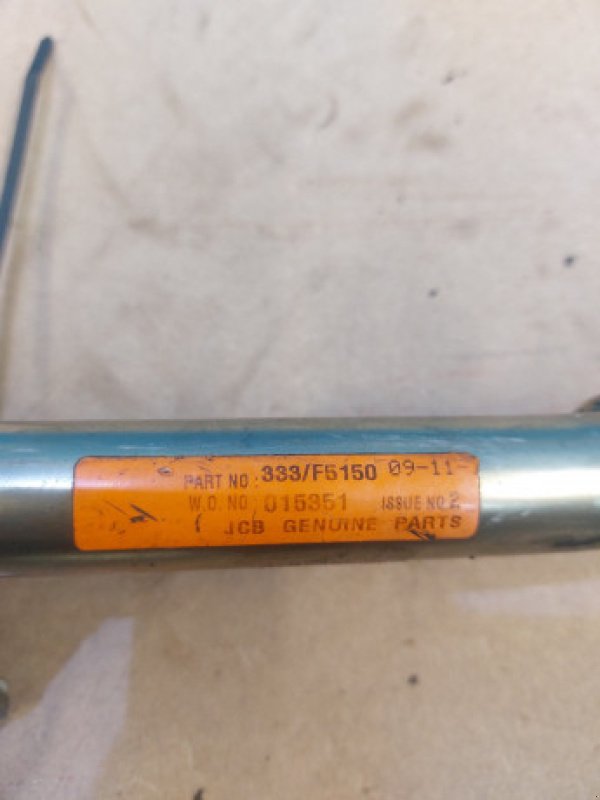 PART NO: 333/F5150 09-11-
W.O. NO: 015351 ISSUE NO. 2
JCB GENUINE PARTS